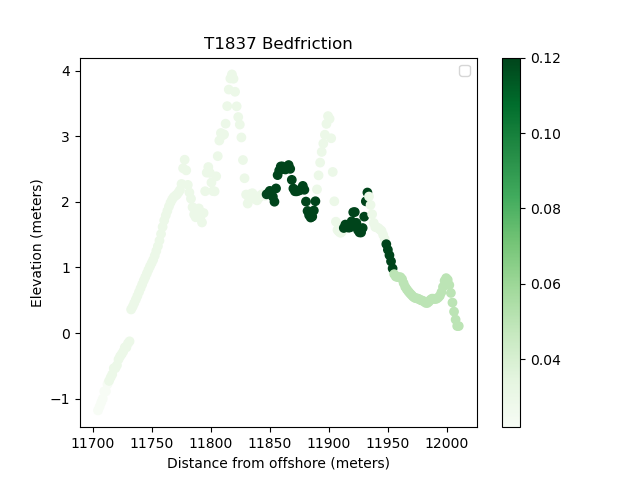 T1837 Bedfriction
4
3
2
1
0
−1
Elevation (meters)
11700 11750 11800 11850 11900 11950 12000
Distance from offshore (meters)
0.12
0.10
0.08
0.06
0.04